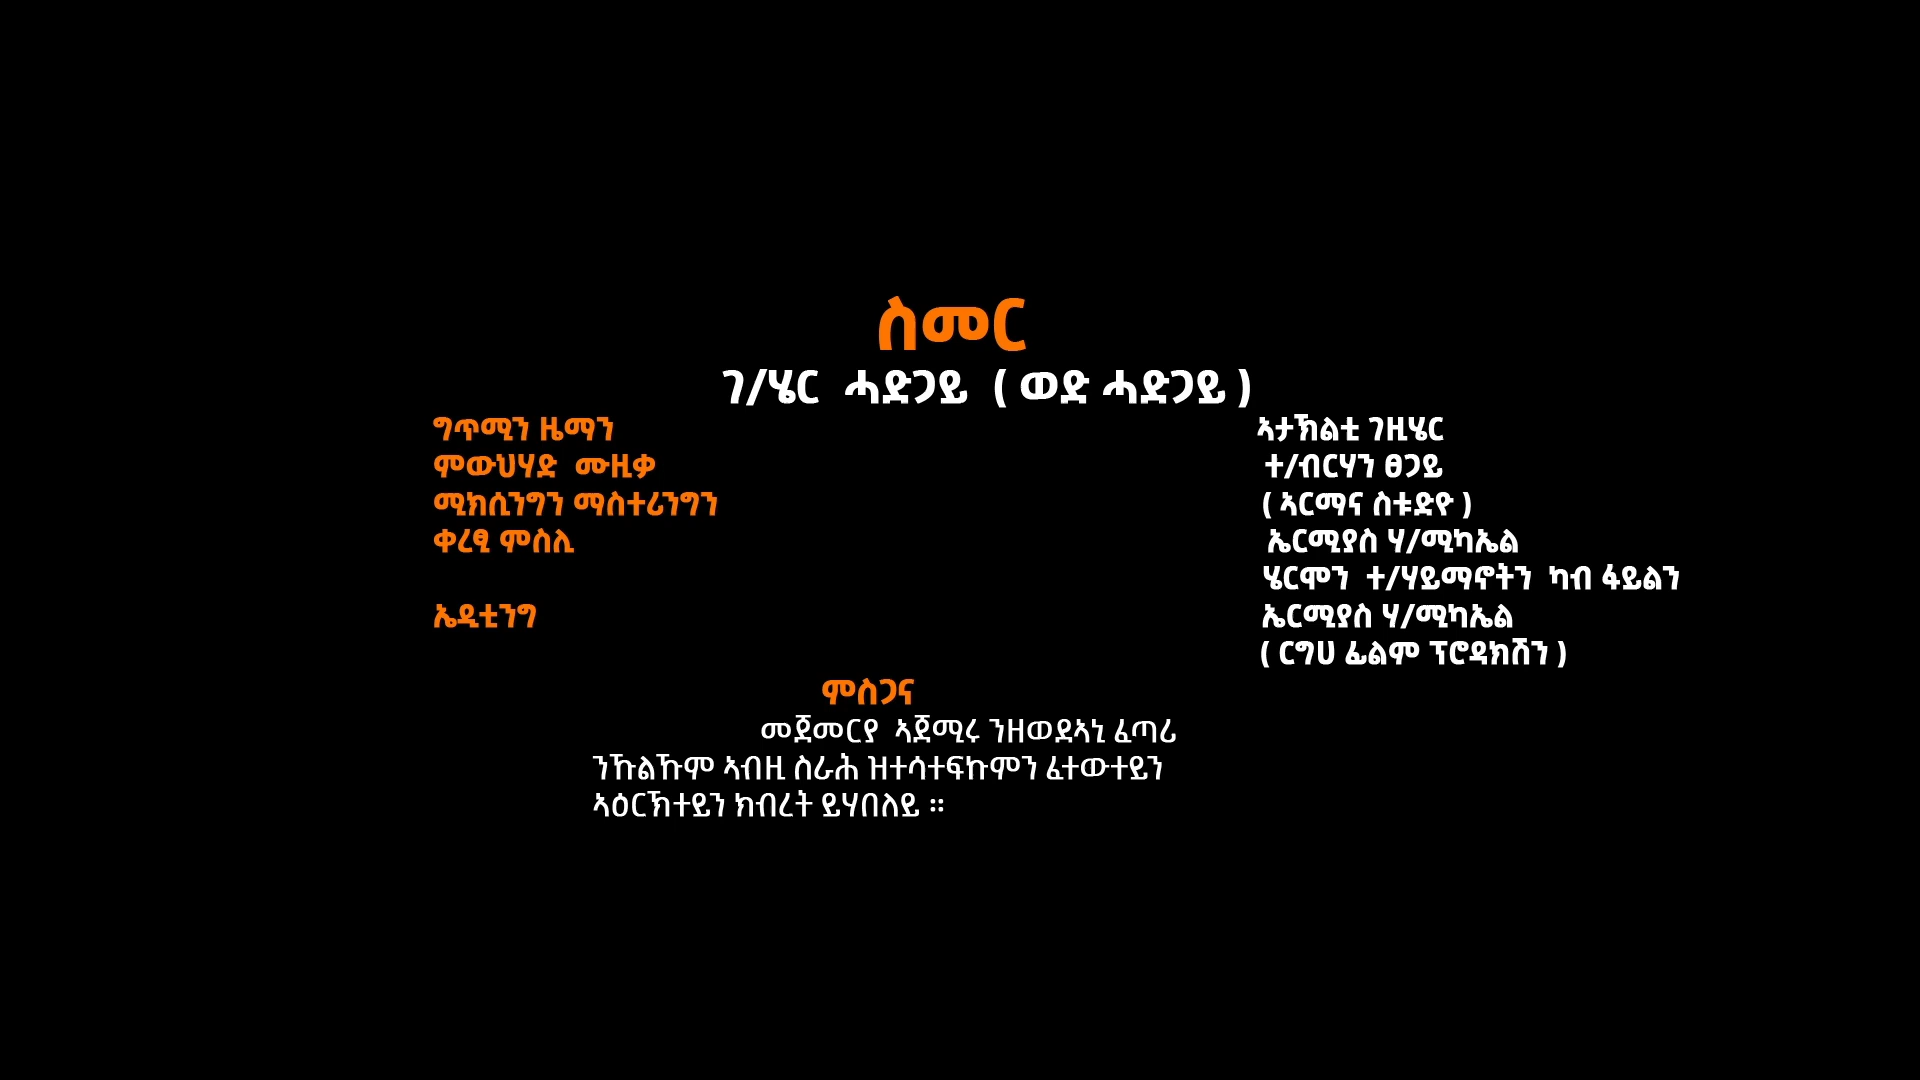 ስመር
ገ/ሄር ሓድጋይ ( ወድ ሓድጋይ )
ግጥሚን ዜማን ኣታኽልቲ ገዚሄር
ምውህሃድ ሙዚቃ ተ/ብርሃን ፀጋይ
ሚክሲንግን ማስተሪንግን ( ኣርማና ስቱድዮ )
ቀረፂ ምስሊ ኤርሚያስ ሃ/ሚካኤል
ሄርሞን ተ/ሃይማኖትን ካብ ፋይልን
ኤዲቲንግ ኤርሚያስ ሃ/ሚካኤል
( ርግሀ ፊልም ፕሮዳክሽን )
ምስጋና
መጀመርያ ኣጀሚሩ ንዘወደኣኒ ፈጣሪ
ንኹልኹም ኣብዚ ስራሕ ዝተሳተፍኩምን ፈተውተይን
ኣዕርኽተይን ክብረት ይሃበለይ ።